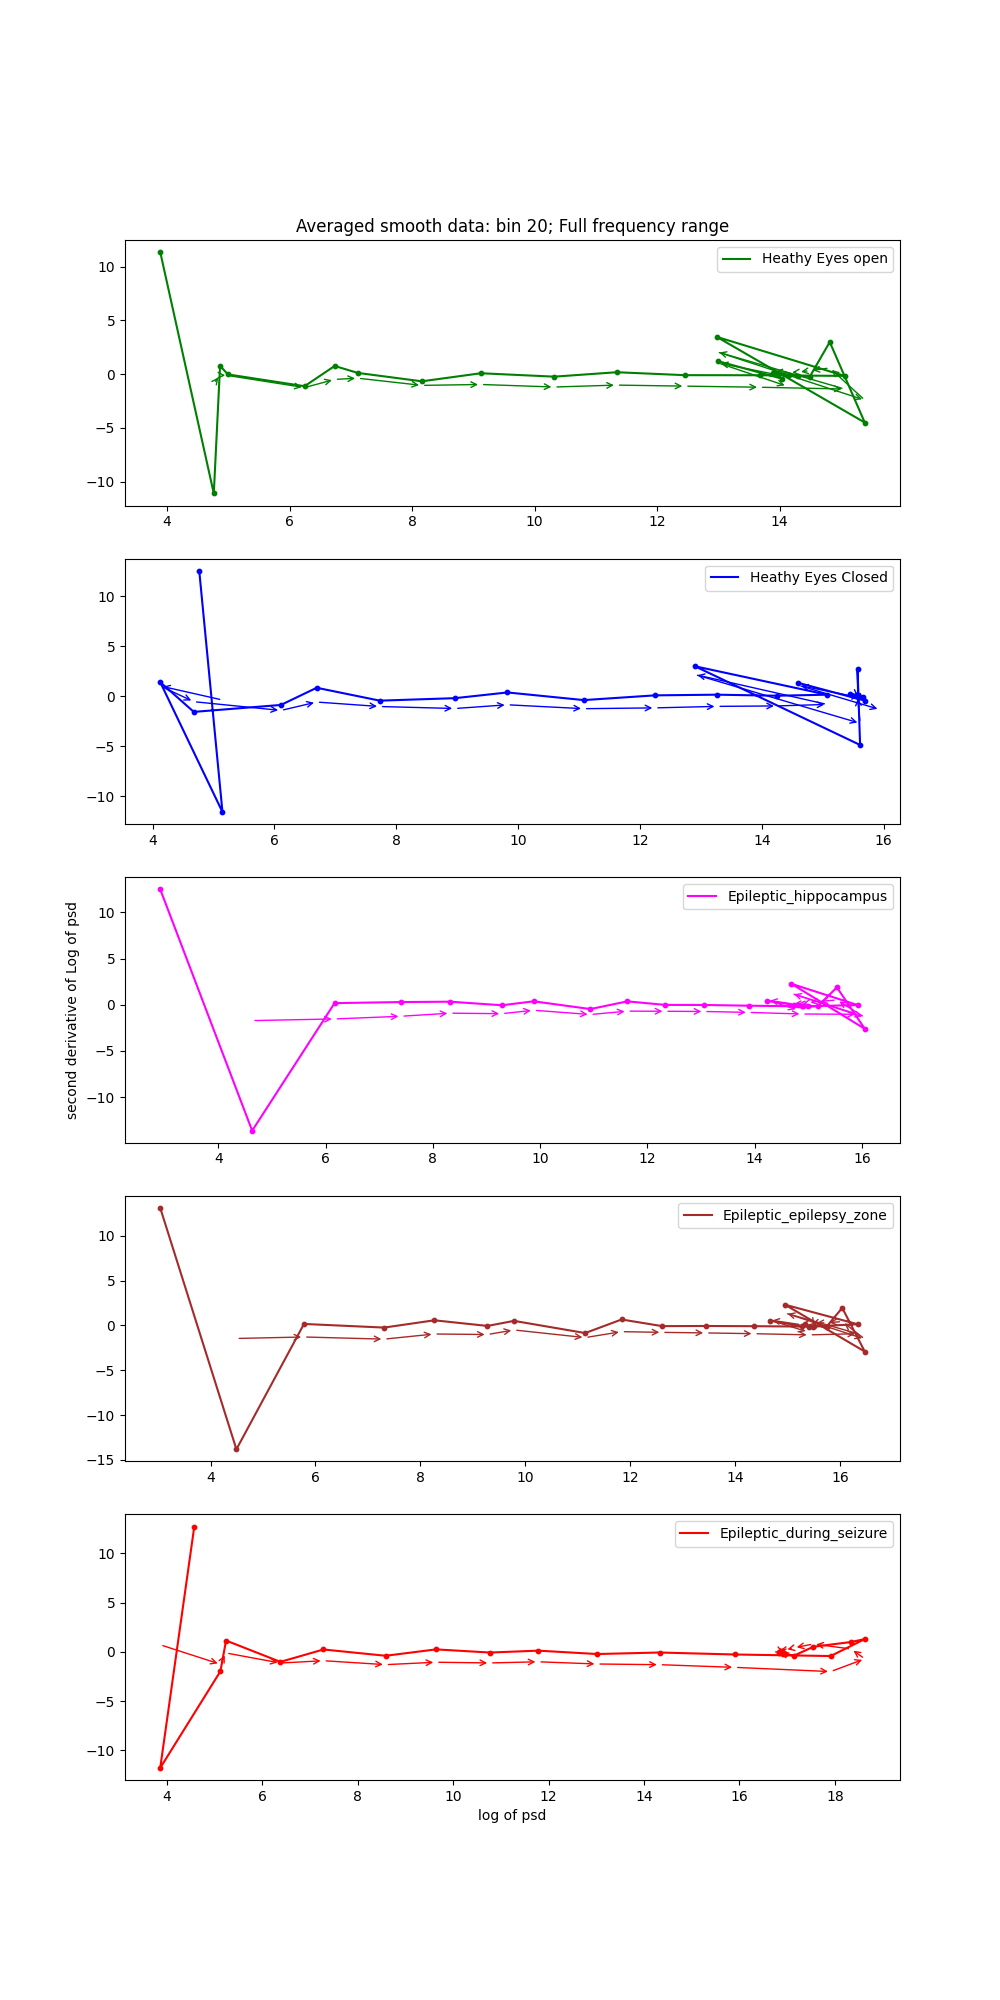 Averaged smooth data: bin 20; Full frequency range
Heathy Eyes open
10
5
0
−5
−10
4 6 8 10 12 14
Heathy Eyes Closed
10
5
0
−5
−10
4 6 8 10 12 14 16
second derivative of Log of psd
Epileptic_hippocampus
10
5
0
−5
−10
4 6 8 10 12 14 16
Epileptic_epilepsy_zone
10
5
0
−5
−10
−15
4 6 8 10 12 14 16
Epileptic_during_seizure
10
5
0
−5
−10
4 6 8 10 12 14 16 18
log of psd